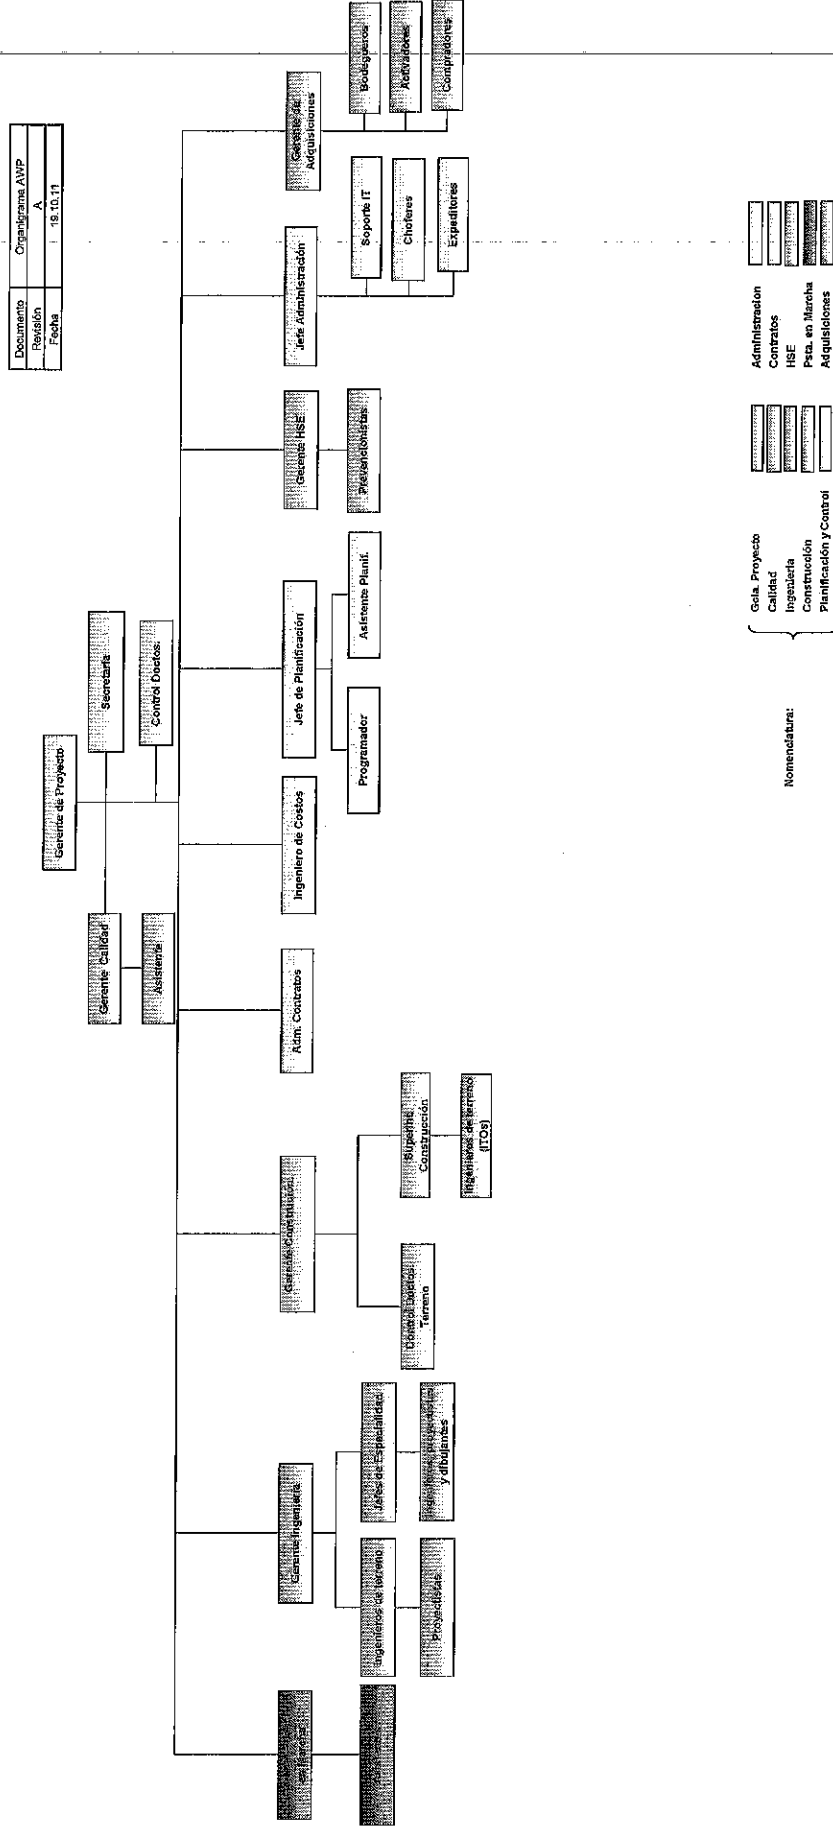 Documento Organigrama AWP
Revisión A
Fecha 19.10.11
Gerente de Proyecto
Gerente Calidad
Secretaria
Asistente
Control Doctos.
en Marcha
Gerente Ingeniería
Gerente Construcción
Adm. Contratos
Ingeniero de Costos
Jefe de Planificación
Gerente HSE
Jefe Administración
Gerente de
Adquisiciones
Ingenieros de terreno
Jefes de Especialidad
Proyectistas
Ingenieros, proyectistas
y dibujantes
Control Doctos.
Terreno
Superint.
Construcción
Ingenieros de terreno
(ITOs)
Programador
Asistente Planif.
Prevencionistas
Soporte IT
Choferes
Expeditores
Bodegueros
Activadores
Compradores
Nomenclatura:
Gcia. Proyecto
Calidad
Ingeniería
Construcción
Planificación y Control
Administración
Contratos
HSE
Psta. en Marcha
Adquisiciones